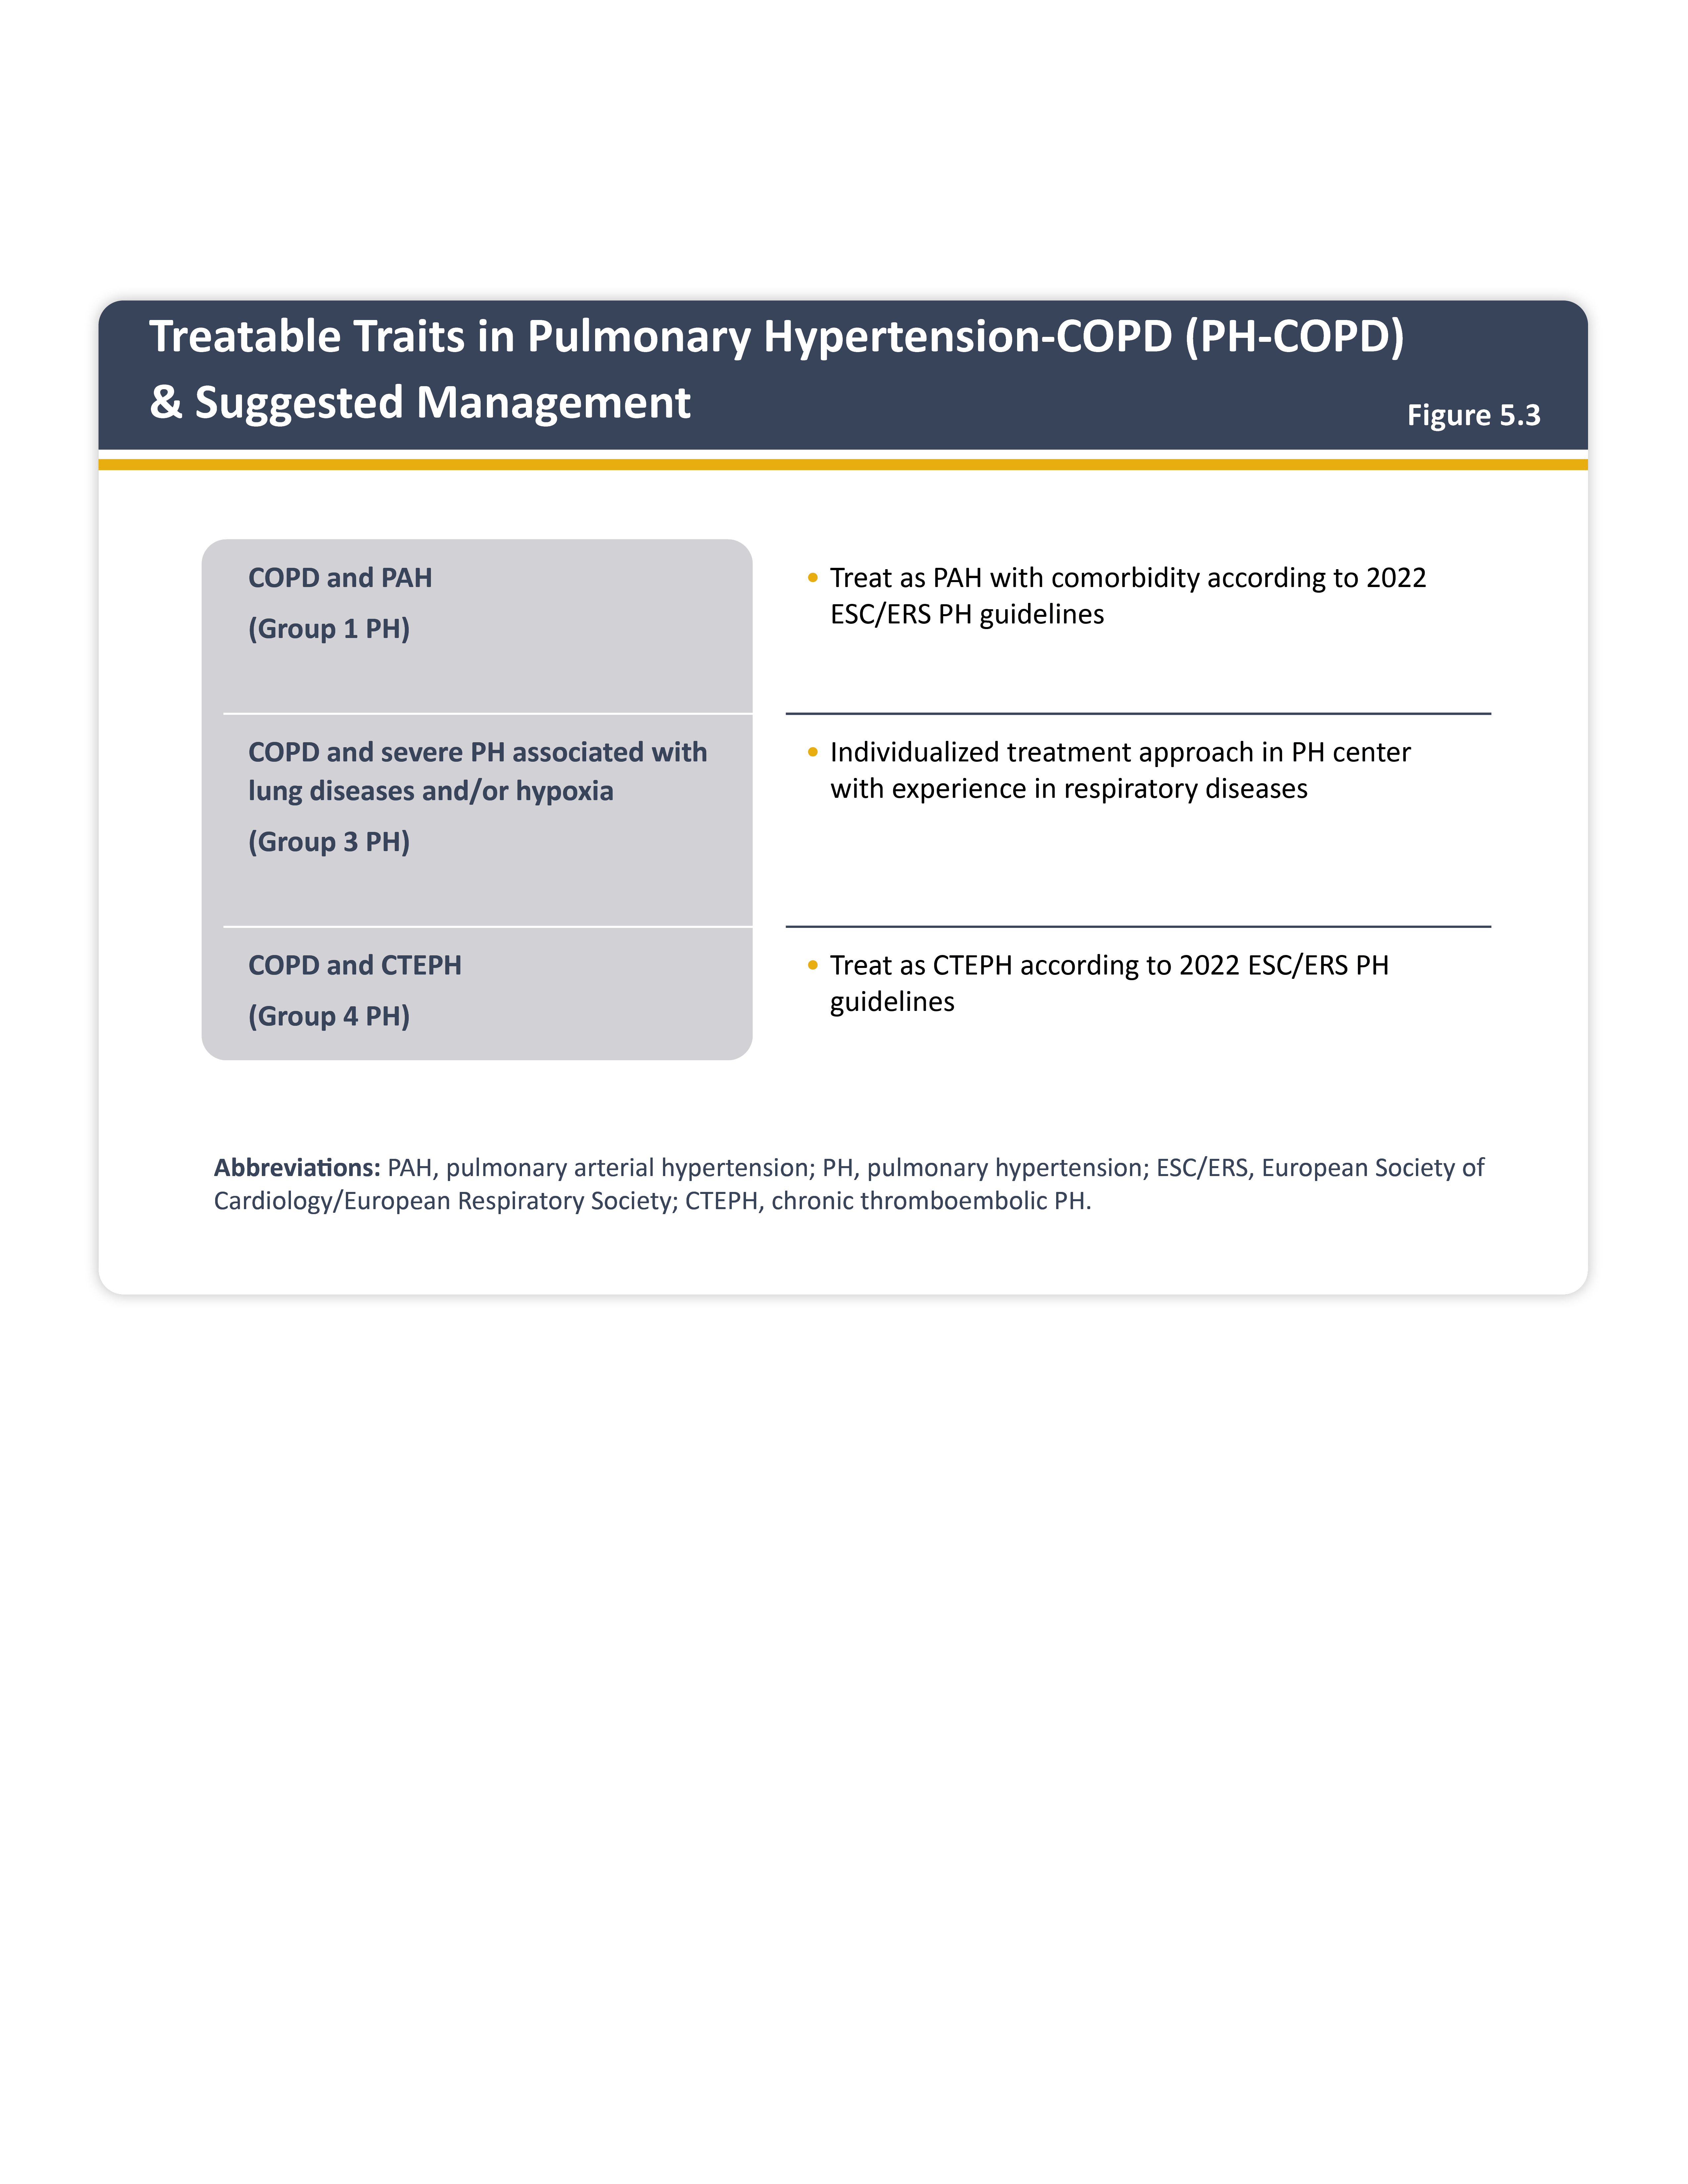 Treatable Traits in Pulmonary Hypertension-COPD (PH-COPD)
& Suggested Management
Figure 5.3
COPD and PAH
(Group 1 PH)
• Treat as PAH with comorbidity according to 2022
ESC/ERS PH guidelines
COPD and severe PH associated with
lung diseases and/or hypoxia
(Group 3 PH)
• Individualized treatment approach in PH center
with experience in respiratory diseases
COPD and CTEPH
(Group 4 PH)
• Treat as CTEPH according to 2022 ESC/ERS PH
guidelines
Abbreviations: PAH, pulmonary arterial hypertension; PH, pulmonary hypertension; ESC/ERS, European Society of
Cardiology/European Respiratory Society; CTEPH, chronic thromboembolic PH.